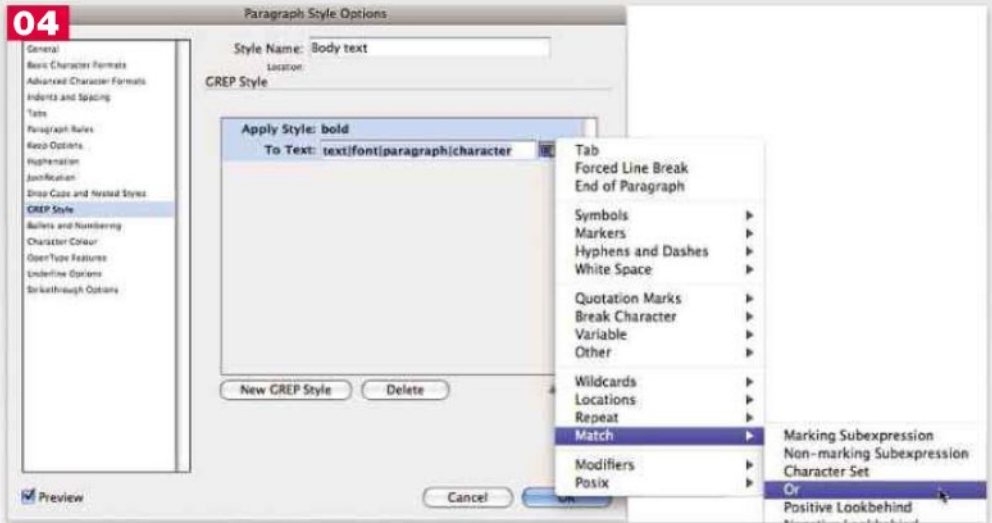 04
Paragraph Style Options
General
Basic Character Formats
Advanced Character Formats
Indents and Spacing
Tabs
Paragraph Rules
Keep Options
Hyphenation
Justification
Drop Caps and Nested Styles
GREP Style
Bullets and Numbering
Character Colour
OpenType Features
Underline Options
Strikethrough Options
Style Name: Body text
Location:
GREP Style
Apply Style: bold
To Text: text|font|paragraph|character
New GREP Style
Delete
Preview
Cancel
OK
Tab
Forced Line Break
End of Paragraph
Symbols
Markers
Hyphens and Dashes
White Space
Quotation Marks
Break Character
Variable
Other
Wildcards
Locations
Repeat
Match
Modifiers
Posix
Marking Subexpression
Non-marking Subexpression
Character Set
Or
Positive Lookbehind